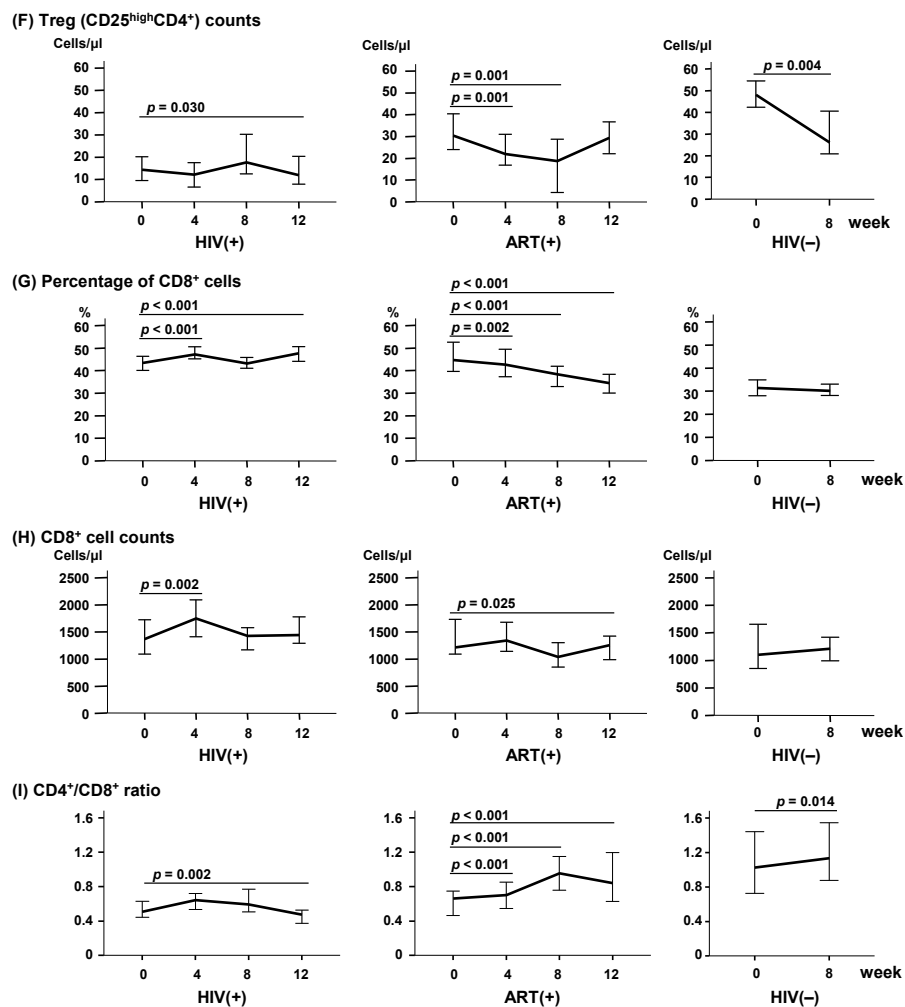 (F) Treg (CD25ʰⁱᵍʰCD4⁺) counts
Cells/μl Cells/μl Cells/μl
60 60 60
50 50 50
40 40 40
30 30 30
20 20 20
10 10 10
0 0 0
p = 0.030
p = 0.001
p = 0.001
p = 0.004
0 4 8 12 0 4 8 12 0 8 week
HIV(+) ART(+) HIV(–)
(G) Percentage of CD8⁺ cells
% % %
60 60 60
50 50 50
40 40 40
30 30 30
20 20 20
10 10 10
0 0 0
p < 0.001
p < 0.001
p < 0.001
p < 0.001
p = 0.002
0 4 8 12 0 4 8 12 0 8 week
HIV(+) ART(+) HIV(–)
(H) CD8⁺ cell counts
Cells/μl Cells/μl Cells/μl
2500 2500 2500
2000 2000 2000
1500 1500 1500
1000 1000 1000
500 500 500
0 0 0
p = 0.002
p = 0.025
0 4 8 12 0 4 8 12 0 8 week
HIV(+) ART(+) HIV(–)
(I) CD4⁺/CD8⁺ ratio
1.6 1.6 1.6
1.2 1.2 1.2
0.8 0.8 0.8
0.4 0.4 0.4
0 0 0
p = 0.002
p < 0.001
p < 0.001
p < 0.001
p = 0.014
0 4 8 12 0 4 8 12 0 8 week
HIV(+) ART(+) HIV(–)